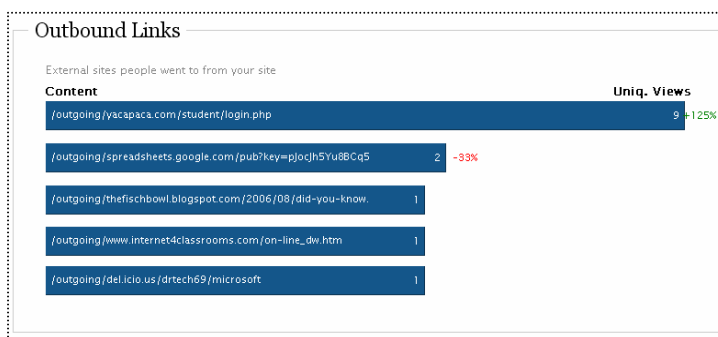 Outbound Links
External sites people went to from your site
Content Uniq. Views
/outgoing/yacapaca.com/student/login.php 9 +125%
/outgoing/spreadsheets.google.com/pub?key=pJocJh5Yu8BCq5 2 -33%
/outgoing/thefischbowl.blogspot.com/2006/08/did-you-know. 1
/outgoing/www.internet4classrooms.com/on-line_dw.htm 1
/outgoing/del.icio.us/drtech69/microsoft 1